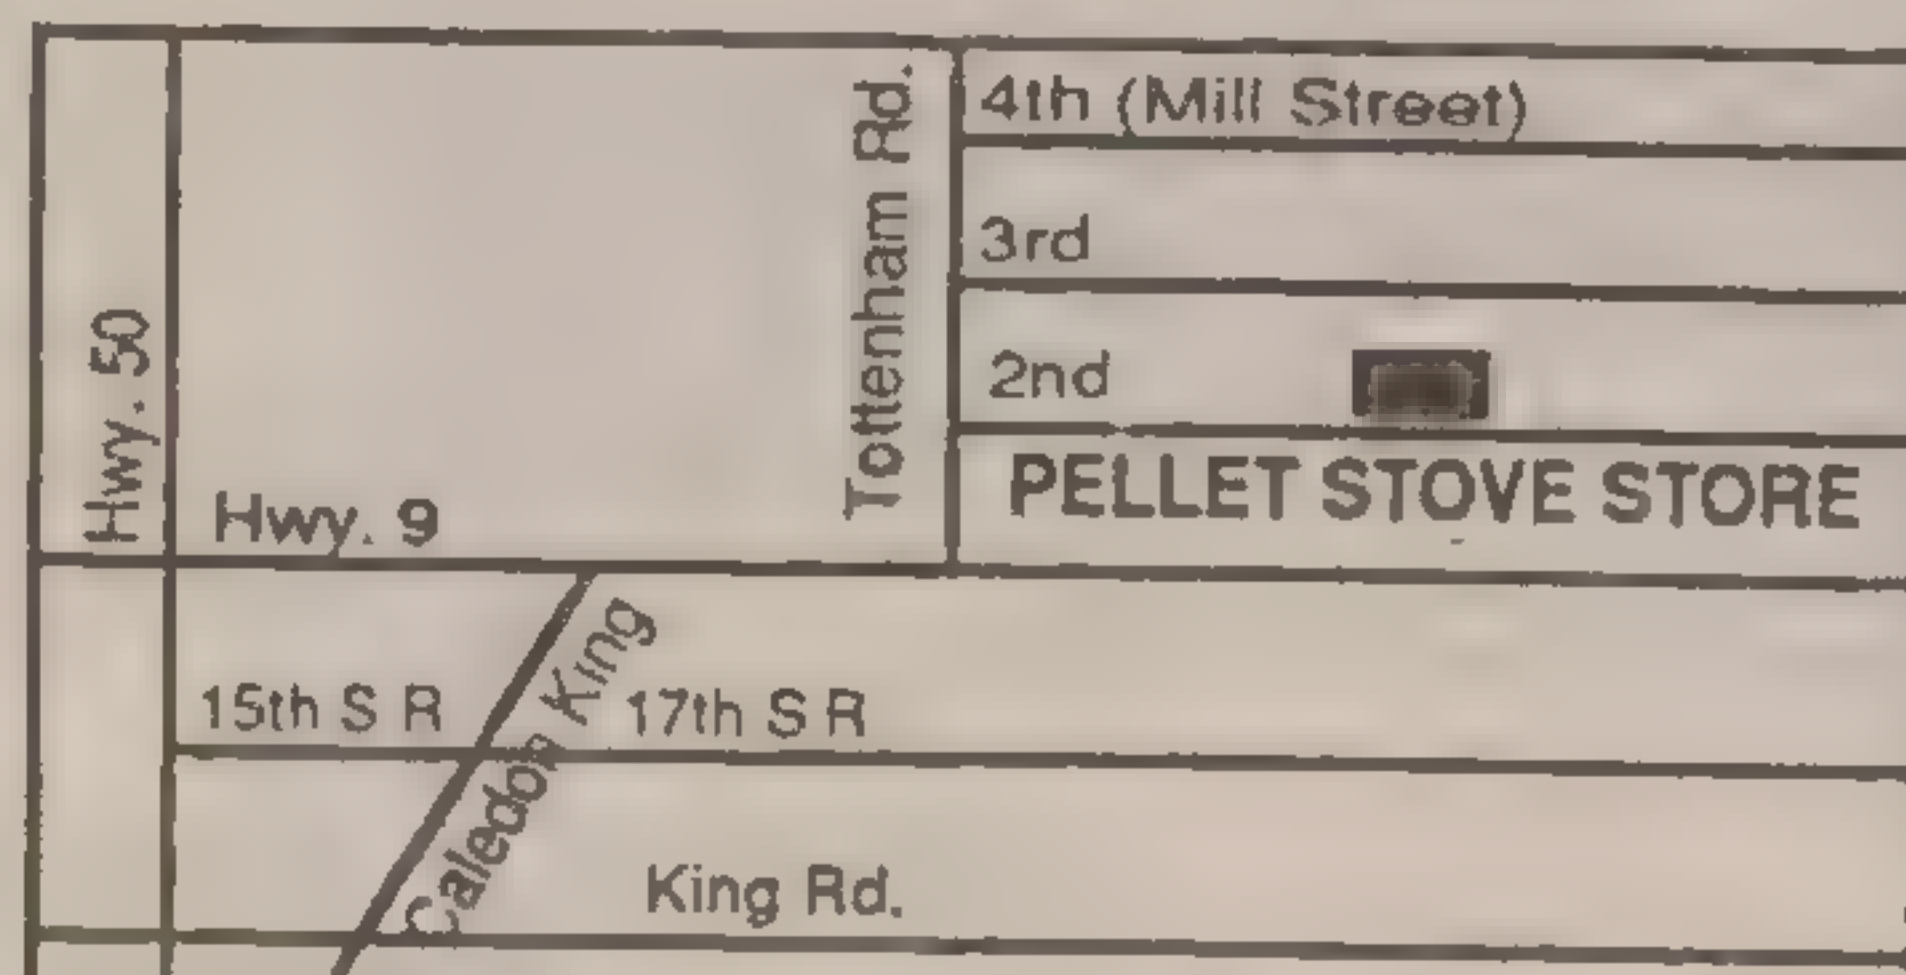 4th (Mill Street)
Tottenham Rd.
3rd
2nd
Hwy. 50
PELLET STOVE STORE
Hwy. 9
Caledon King
15th S R
17th S R
King Rd.